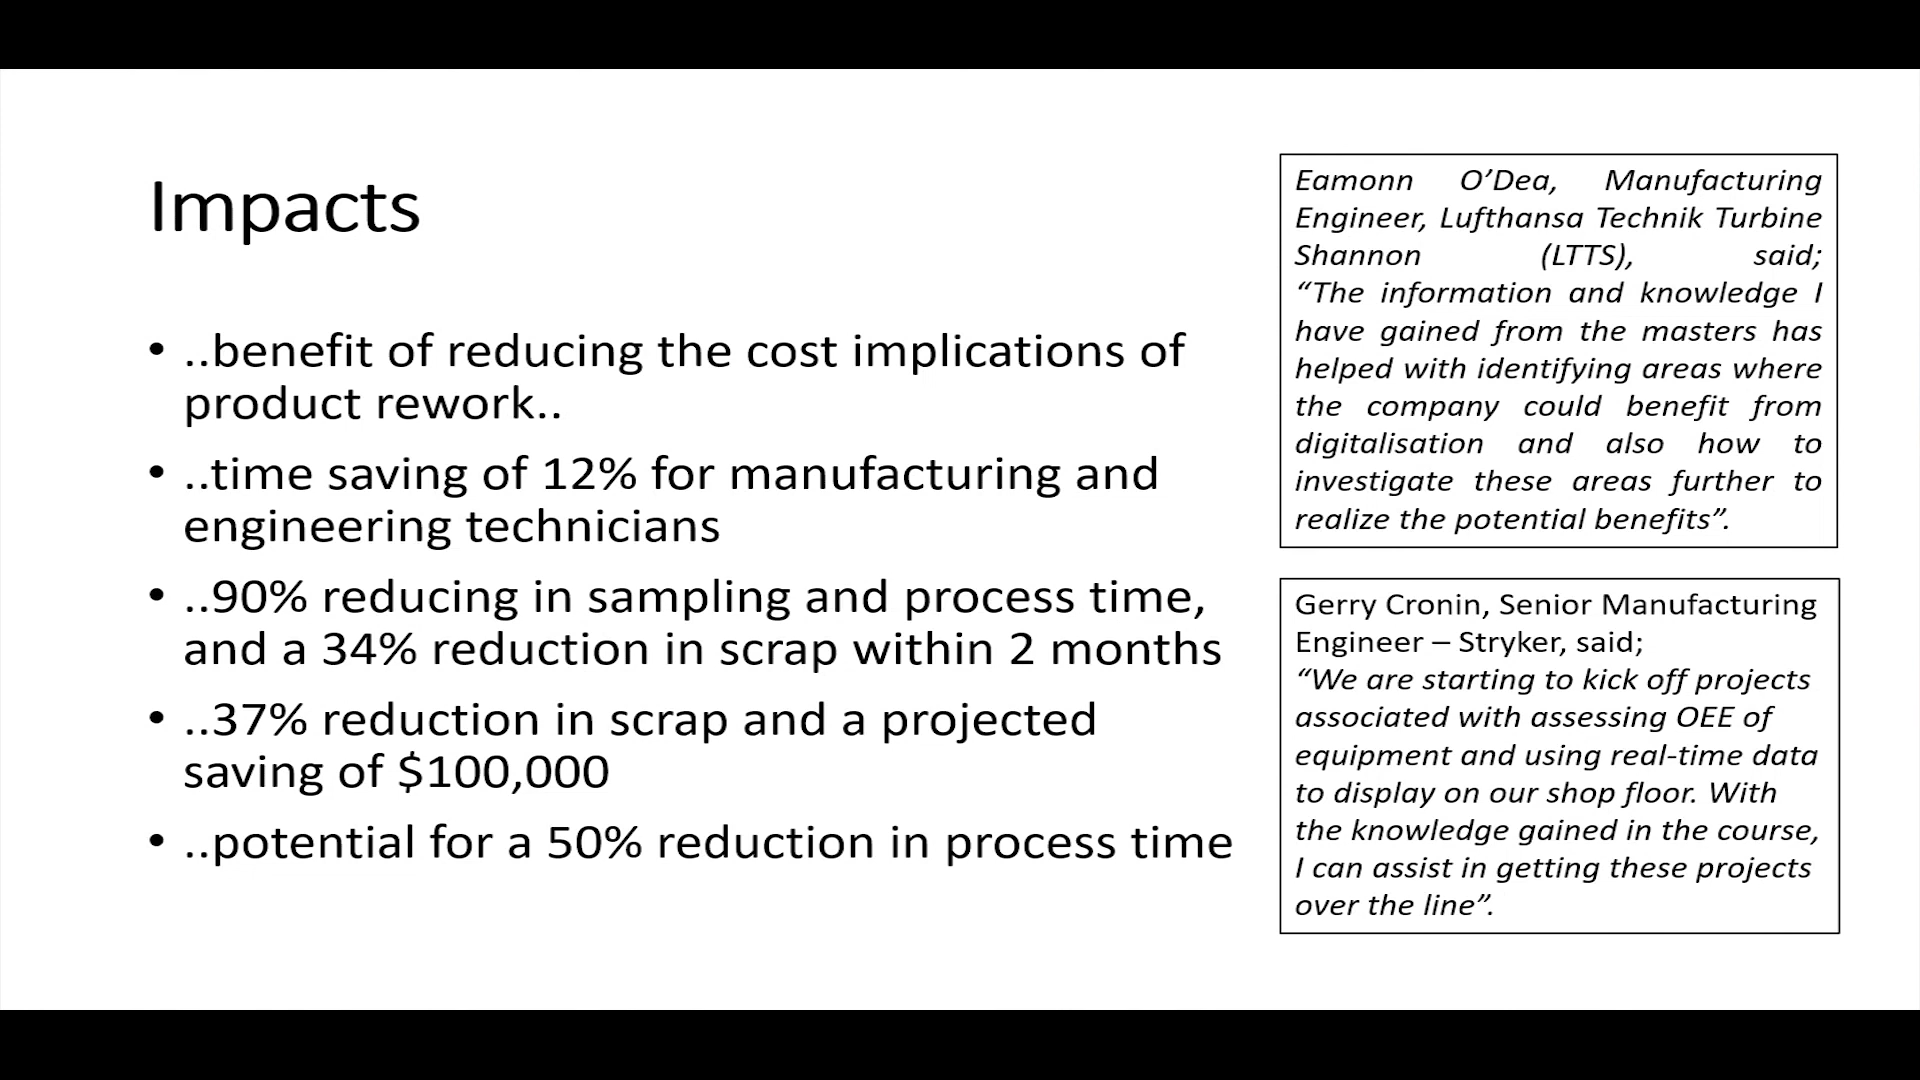 Impacts
• ..benefit of reducing the cost implications of
product rework..
• ..time saving of 12% for manufacturing and
engineering technicians
• ..90% reducing in sampling and process time,
and a 34% reduction in scrap within 2 months
• ..37% reduction in scrap and a projected
saving of $100,000
• ..potential for a 50% reduction in process time
Eamonn O’Dea, Manufacturing
Engineer, Lufthansa Technik Turbine
Shannon (LTTS), said;
“The information and knowledge I
have gained from the masters has
helped with identifying areas where
the company could benefit from
digitalisation and also how to
investigate these areas further to
realize the potential benefits”.
Gerry Cronin, Senior Manufacturing
Engineer – Stryker, said;
“We are starting to kick off projects
associated with assessing OEE of
equipment and using real-time data
to display on our shop floor. With
the knowledge gained in the course,
I can assist in getting these projects
over the line”.